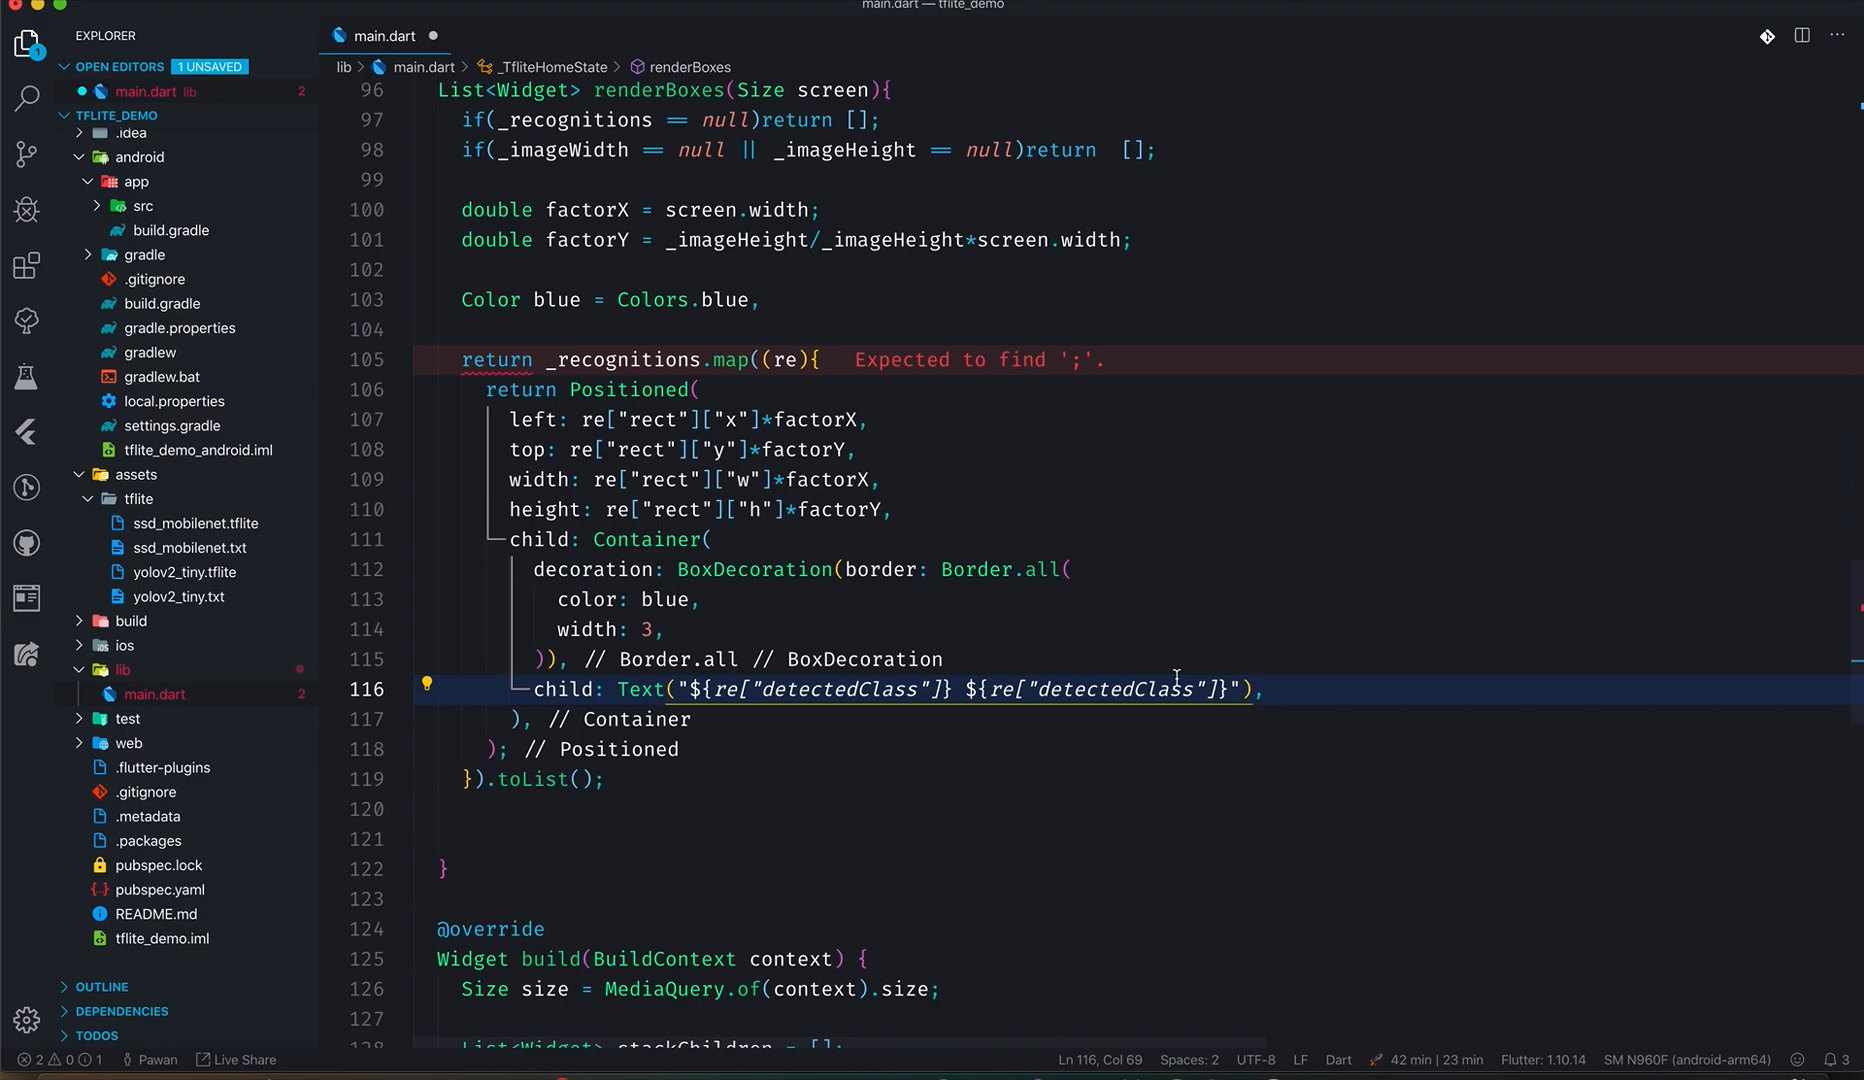 main.dart — tflite_demo
EXPLORER
OPEN EDITORS 1 UNSAVED
main.dart lib 2
TFLITE_DEMO
.idea
android
app
src
build.gradle
gradle
.gitignore
build.gradle
gradle.properties
gradlew
gradlew.bat
local.properties
settings.gradle
tflite_demo_android.iml
assets
tflite
ssd_mobilenet.tflite
ssd_mobilenet.txt
yolov2_tiny.tflite
yolov2_tiny.txt
build
ios
lib
main.dart 2
test
web
.flutter-plugins
.gitignore
.metadata
.packages
pubspec.lock
pubspec.yaml
README.md
tflite_demo.iml
OUTLINE
DEPENDENCIES
TODOS
main.dart
lib > main.dart > _TfliteHomeState > renderBoxes
96 List<Widget> renderBoxes(Size screen){
97 if(_recognitions == null)return [];
98 if(_imageWidth == null || _imageHeight == null)return  [];
99
100 double factorX = screen.width;
101 double factorY = _imageHeight/_imageHeight*screen.width;
102
103 Color blue = Colors.blue,
104
105 return _recognitions.map((re){ Expected to find ';'.
106 return Positioned(
107 left: re["rect"]["x"]*factorX,
108 top: re["rect"]["y"]*factorY,
109 width: re["rect"]["w"]*factorX,
110 height: re["rect"]["h"]*factorY,
111 child: Container(
112 decoration: BoxDecoration(border: Border.all(
113 color: blue,
114 width: 3,
115 )), // Border.all // BoxDecoration
116 child: Text("${re["detectedClass"]} ${re["detectedClass"]}"),
117 ), // Container
118 ); // Positioned
119 }).toList();
120
121
122 }
123
124 @override
125 Widget build(BuildContext context) {
126 Size size = MediaQuery.of(context).size;
127
128 List<Widget> stackChildren = [];
1
2 0 1 Pawan Live Share Ln 116, Col 69 Spaces: 2 UTF-8 LF Dart 42 min | 23 min Flutter: 1.10.14 SM N960F (android-arm64) 3